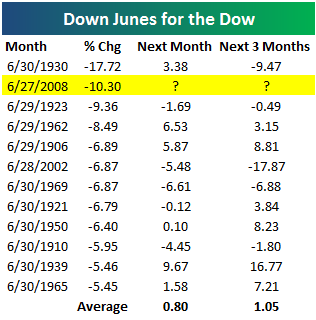 Down Junes for the Dow
Month % Chg Next Month Next 3 Months
6/30/1930 -17.72 3.38 -9.47
6/27/2008 -10.30 ? ?
6/29/1923 -9.36 -1.69 -0.49
6/29/1962 -8.49 6.53 3.15
6/29/1906 -6.89 5.87 8.81
6/28/2002 -6.87 -5.48 -17.87
6/30/1969 -6.87 -6.61 -6.88
6/30/1921 -6.79 -0.12 3.84
6/30/1950 -6.40 0.10 8.23
6/30/1910 -5.95 -4.45 -1.80
6/30/1939 -5.46 9.67 16.77
6/30/1965 -5.45 1.58 7.21
Average 0.80 1.05